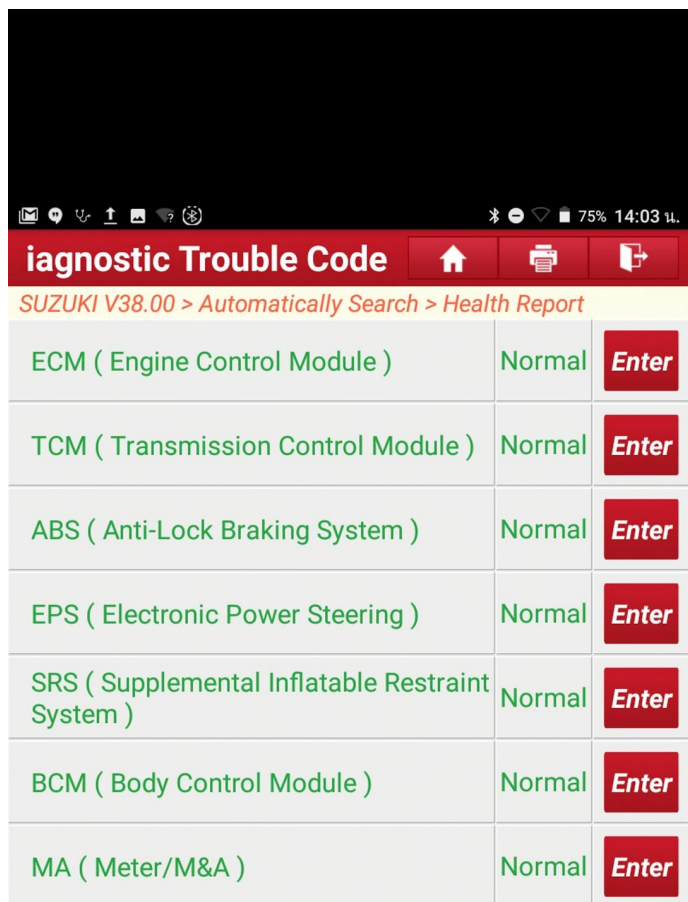 75% 14:03 น.
iagnostic Trouble Code
SUZUKI V38.00 > Automatically Search > Health Report
ECM ( Engine Control Module ) Normal Enter
TCM ( Transmission Control Module ) Normal Enter
ABS ( Anti-Lock Braking System ) Normal Enter
EPS ( Electronic Power Steering ) Normal Enter
SRS ( Supplemental Inflatable Restraint
System ) Normal Enter
BCM ( Body Control Module ) Normal Enter
MA ( Meter/M&A ) Normal Enter